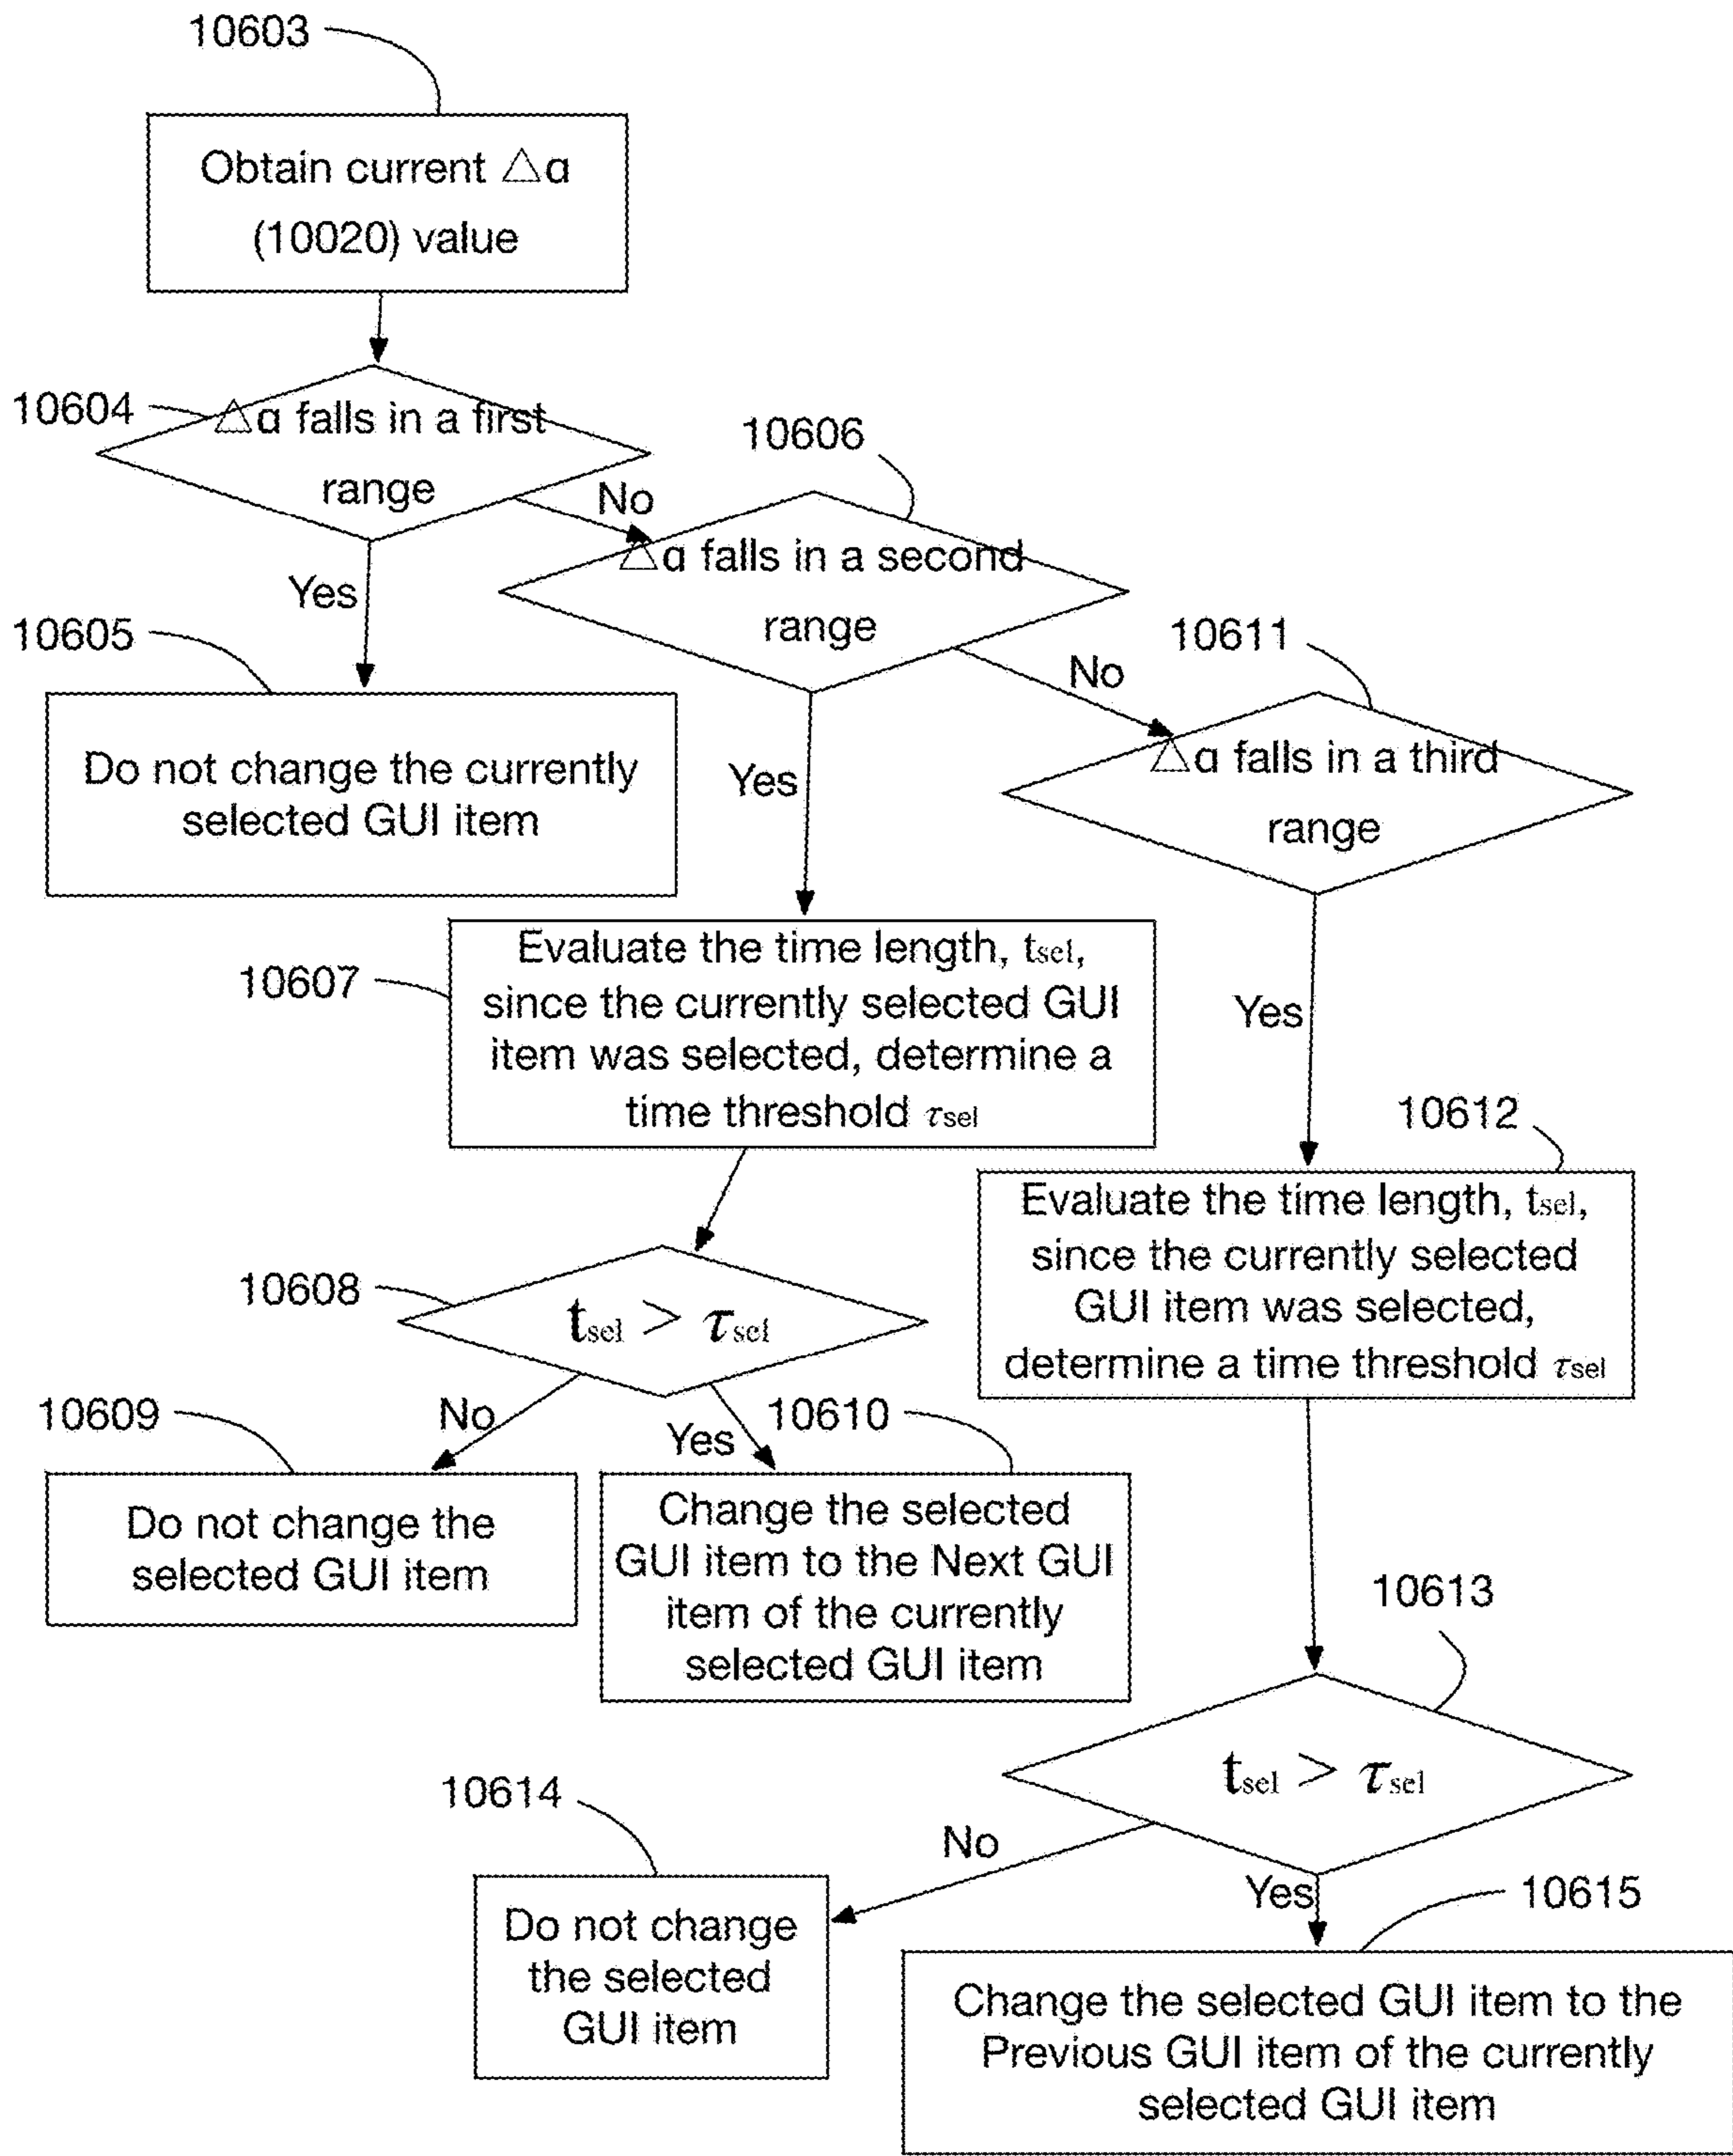 10603
Obtain current △ɑ
(10020) value
10604
△ɑ falls in a first
range
No
10606
△ɑ falls in a second
range
Yes
10605
Do not change the currently
selected GUI item
No
10611
△ɑ falls in a third
range
Yes
10607
Evaluate the time length, tsel,
since the currently selected GUI
item was selected, determine a
time threshold τsel
Yes
10612
Evaluate the time length, tsel,
since the currently selected
GUI item was selected,
determine a time threshold τsel
10608
tsel > τsel
10609
No
Yes
10610
Do not change the
selected GUI item
Change the selected
GUI item to the Next GUI
item of the currently
selected GUI item
10613
tsel > τsel
10614
No
Yes
10615
Do not change
the selected
GUI item
Change the selected GUI item to the
Previous GUI item of the currently
selected GUI item